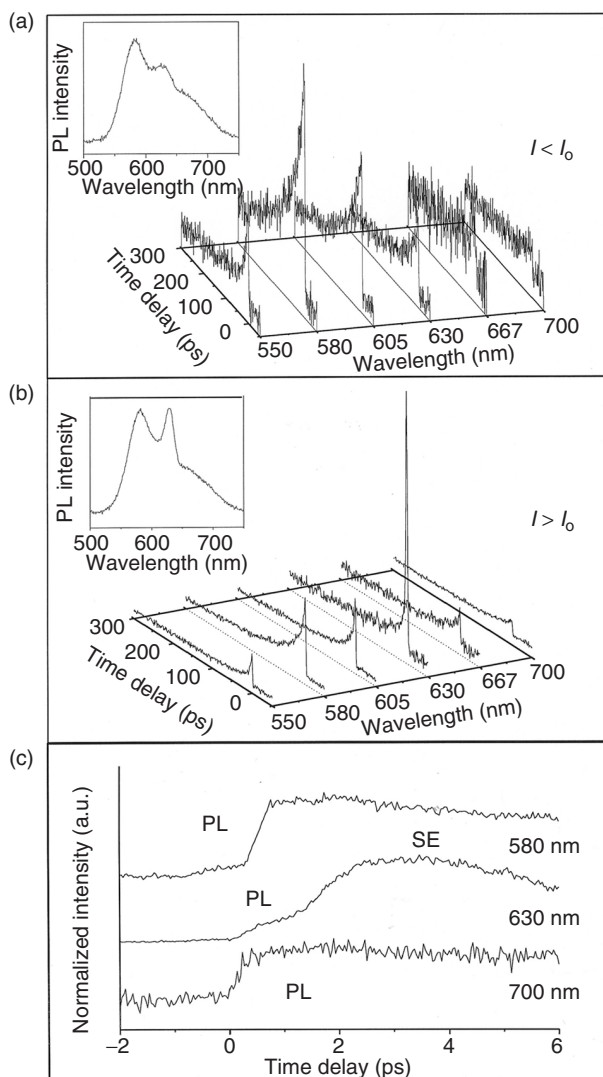 (a)
PL intensity
500 600 700
Wavelength (nm)
I < Iₒ
300
200
100
0
Time delay (ps)
550 580 605 630 667 700
Wavelength (nm)
(b)
PL intensity
500 600 700
Wavelength (nm)
I > Iₒ
300
200
100
0
Time delay (ps)
550 580 605 630 667 700
Wavelength (nm)
(c)
Normalized intensity (a.u.)
PL
580 nm
SE
PL
630 nm
PL
700 nm
–2 0 2 4 6
Time delay (ps)